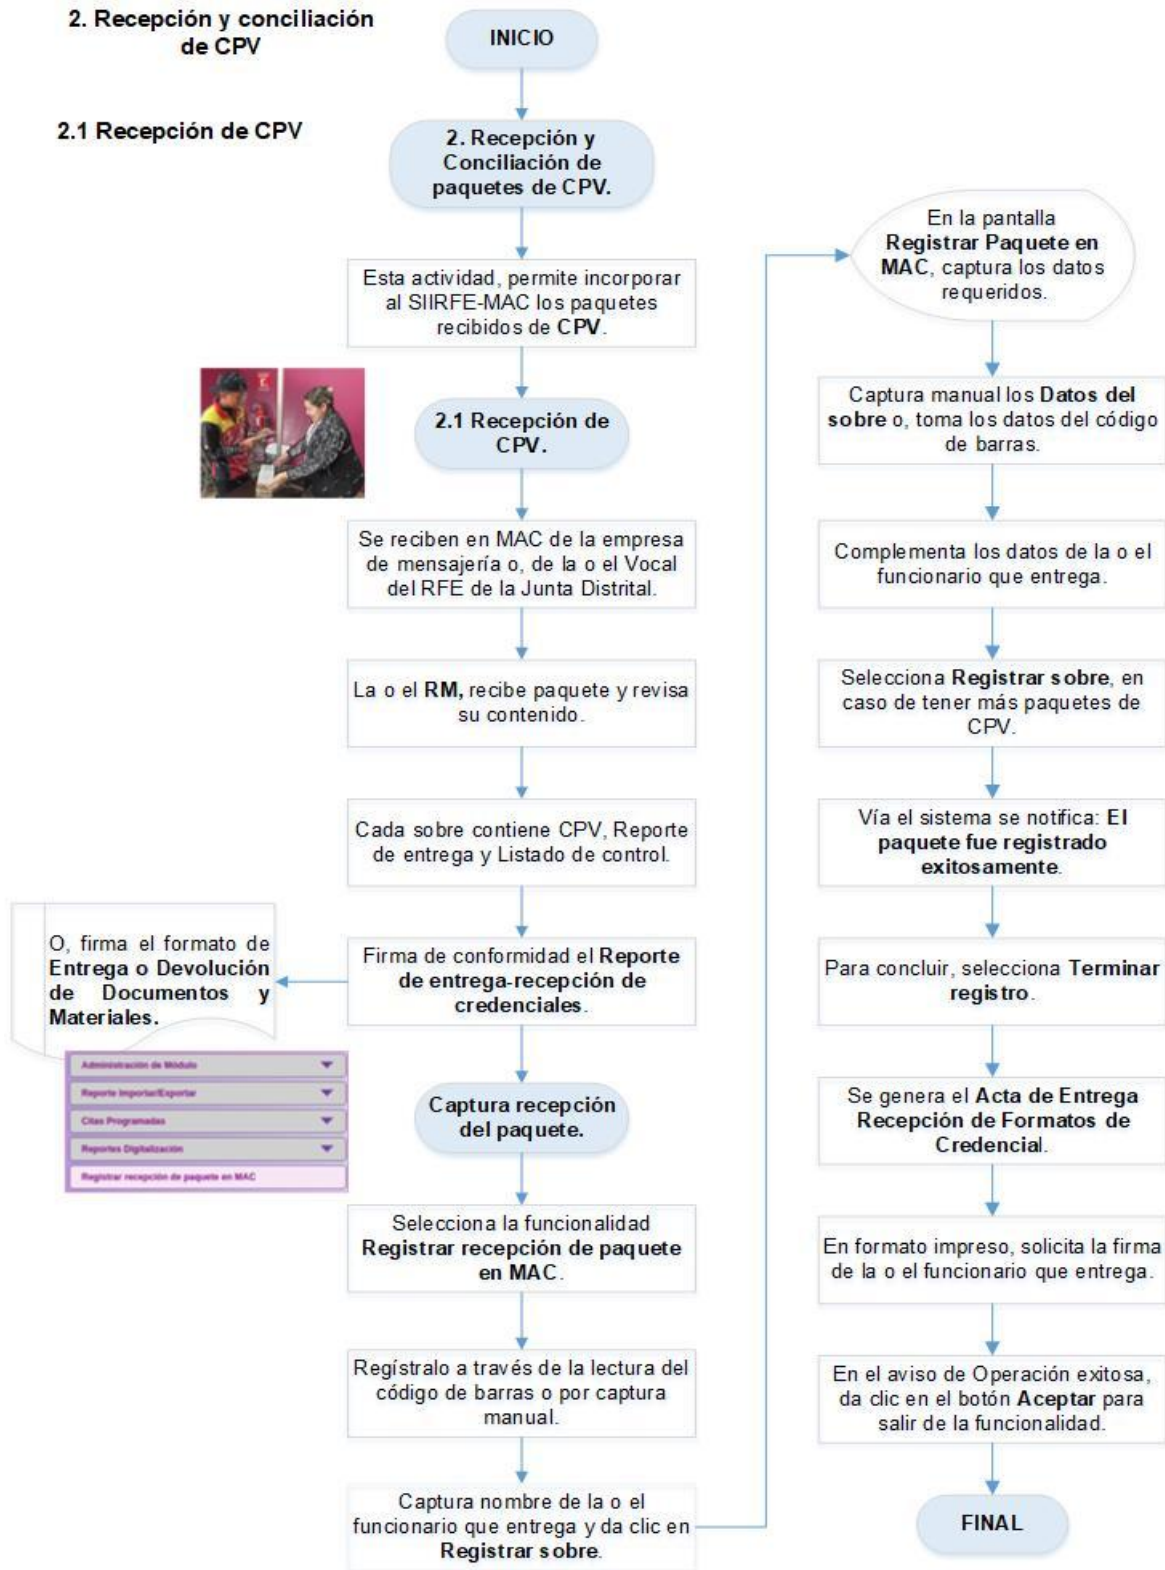 2. Recepción y conciliación
de CPV
INICIO
2.1 Recepción de CPV
2. Recepción y
Conciliación de
paquetes de CPV.
Esta actividad, permite incorporar
al SIIRFE-MAC los paquetes
recibidos de CPV.
2.1 Recepción de
CPV.
Se reciben en MAC de la empresa
de mensajería o, de la o el Vocal
del RFE de la Junta Distrital.
La o el RM, recibe paquete y revisa
su contenido.
Cada sobre contiene CPV, Reporte
de entrega y Listado de control.
Firma de conformidad el Reporte
de entrega-recepción de
credenciales.
O, firma el formato de
Entrega o Devolución
de Documentos y
Materiales.
Administración de Módulo
Reporte Importar/Exportar
Citas Programadas
Reportes Digitalización
Registrar recepción de paquete en MAC
Captura recepción
del paquete.
Selecciona la funcionalidad
Registrar recepción de paquete
en MAC.
Regístralo a través de la lectura del
código de barras o por captura
manual.
Captura nombre de la o el
funcionario que entrega y da clic en
Registrar sobre.
En la pantalla
Registrar Paquete en
MAC, captura los datos
requeridos.
Captura manual los Datos del
sobre o, toma los datos del código
de barras.
Complementa los datos de la o el
funcionario que entrega.
Selecciona Registrar sobre, en
caso de tener más paquetes de
CPV.
Vía el sistema se notifica: El
paquete fue registrado
exitosamente.
Para concluir, selecciona Terminar
registro.
Se genera el Acta de Entrega
Recepción de Formatos de
Credencial.
En formato impreso, solicita la firma
de la o el funcionario que entrega.
En el aviso de Operación exitosa,
da clic en el botón Aceptar para
salir de la funcionalidad.
FINAL